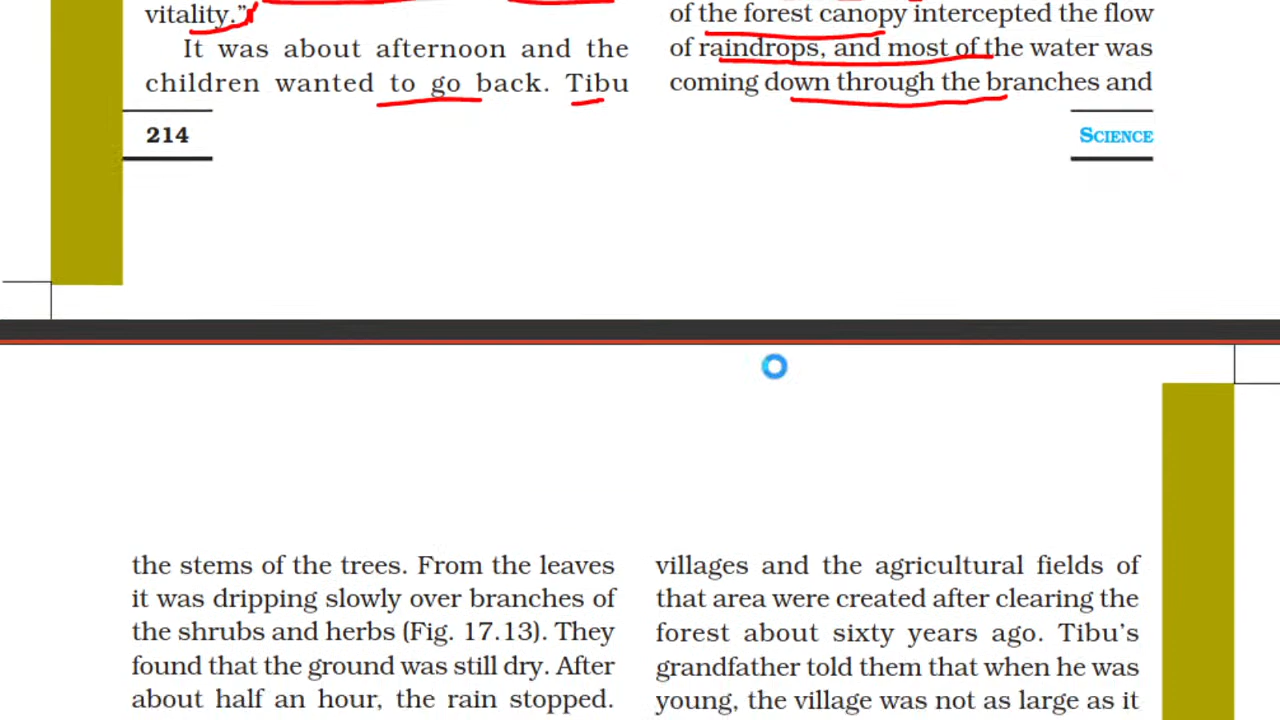 vitality.”
It was about afternoon and the
children wanted to go back. Tibu
of the forest canopy intercepted the flow
of raindrops, and most of the water was
coming down through the branches and
214
SCIENCE
the stems of the trees. From the leaves
it was dripping slowly over branches of
the shrubs and herbs (Fig. 17.13). They
found that the ground was still dry. After
about half an hour, the rain stopped.
villages and the agricultural fields of
that area were created after clearing the
forest about sixty years ago. Tibu’s
grandfather told them that when he was
young, the village was not as large as it